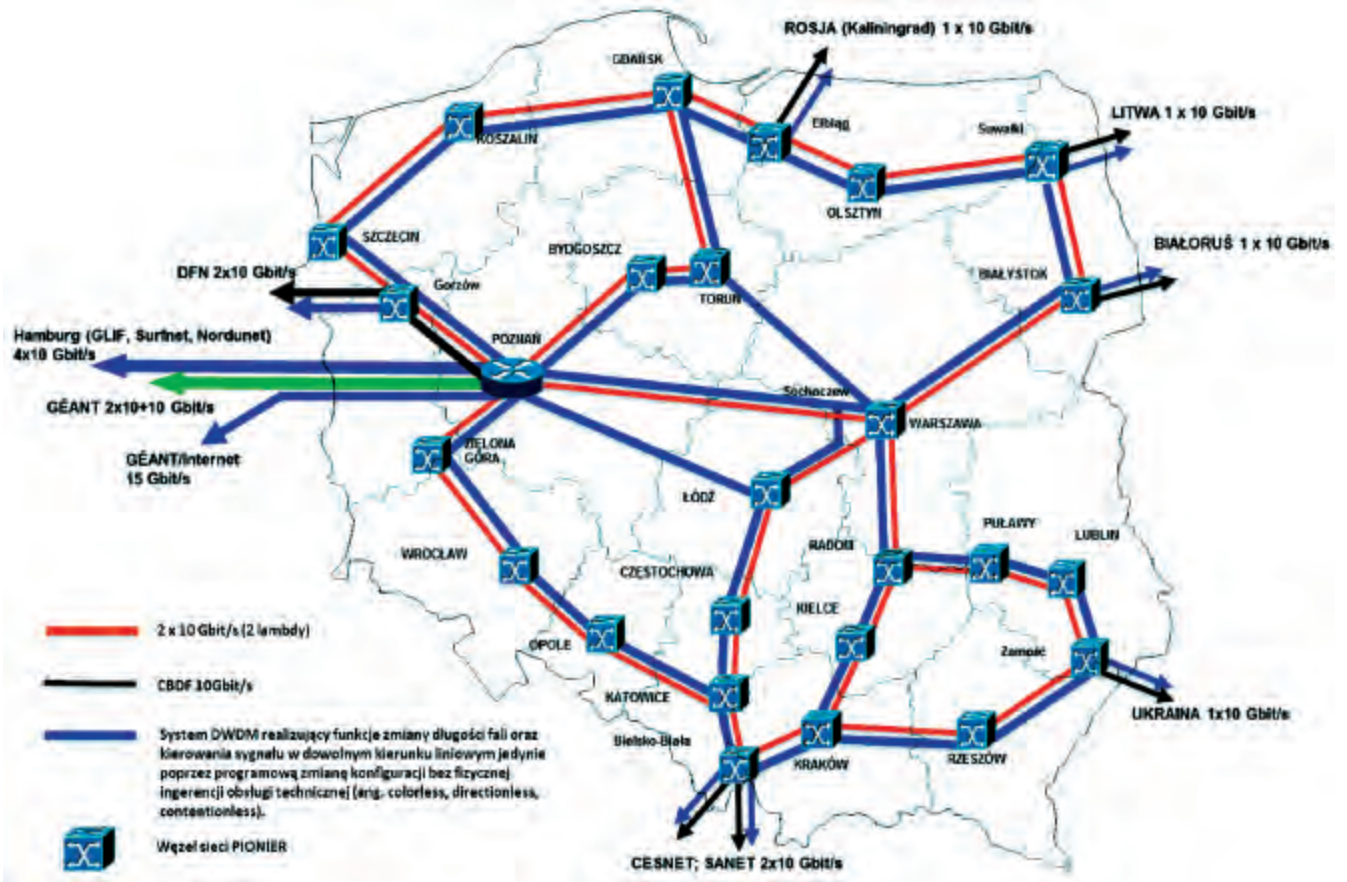 ROSJA (Kaliningrad) 1 x 10 Gbit/s
GDAŃSK
KOSZALIN
Elbląg
Suwałki
LITWA 1 x 10 Gbit/s
OLSZTYN
SZCZECIN
BYDGOSZCZ
BIAŁORUŚ 1 x 10 Gbit/s
DFN 2x10 Gbit/s
Gorzów
TORUŃ
BIAŁYSTOK
Hamburg (GLIF, Surfnet, Nordunet)
4x10 Gbit/s
POZNAŃ
Sochaczew
GÉANT 2x10+10 Gbit/s
WARSZAWA
ZIELONA
GÓRA
GÉANT/Internet
15 Gbit/s
ŁÓDŹ
PUŁAWY
LUBLIN
WROCŁAW
RADOM
CZĘSTOCHOWA
KIELCE
2 x 10 Gbit/s (2 lambdy)
OPOLE
Zamość
CBDF 10Gbit/s
KATOWICE
UKRAINA 1x10 Gbit/s
System DWDM realizujący funkcje zmiany długości fali oraz
kierowania sygnału w dowolnym kierunku liniowym jedynie
poprzez programową zmianę konfiguracji bez fizycznej
ingerencji obsługi technicznej (ang. colorless, directionless,
contentionless).
Bielsko-Biała
KRAKÓW
RZESZÓW
Węzeł sieci PIONIER
CESNET; SANET 2x10 Gbit/s